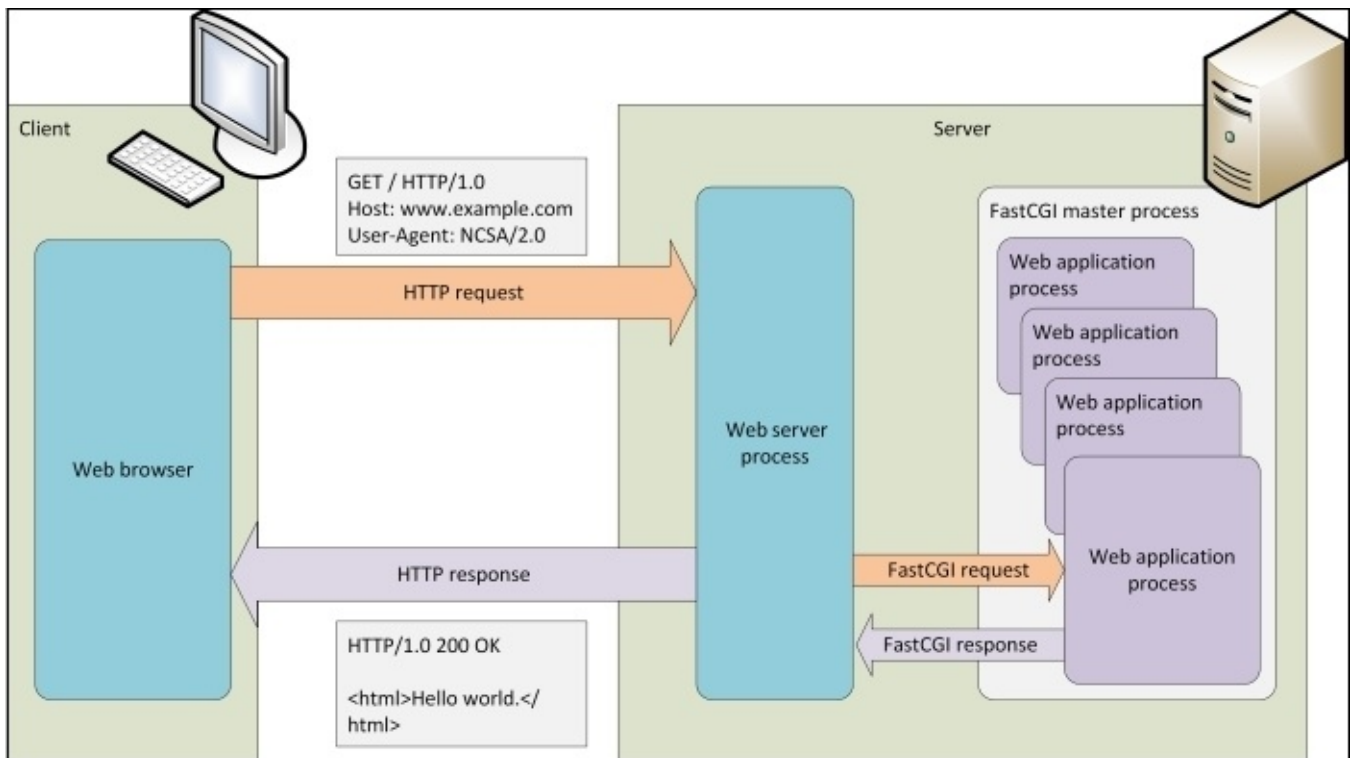 Client
Server
GET / HTTP/1.0
Host: www.example.com
User-Agent: NCSA/2.0
HTTP request
Web browser
HTTP response
HTTP/1.0 200 OK
<html>Hello world.</
html>
Web server
process
FastCGI master process
Web application
process
Web application
process
Web application
process
Web application
process
FastCGI request
FastCGI response